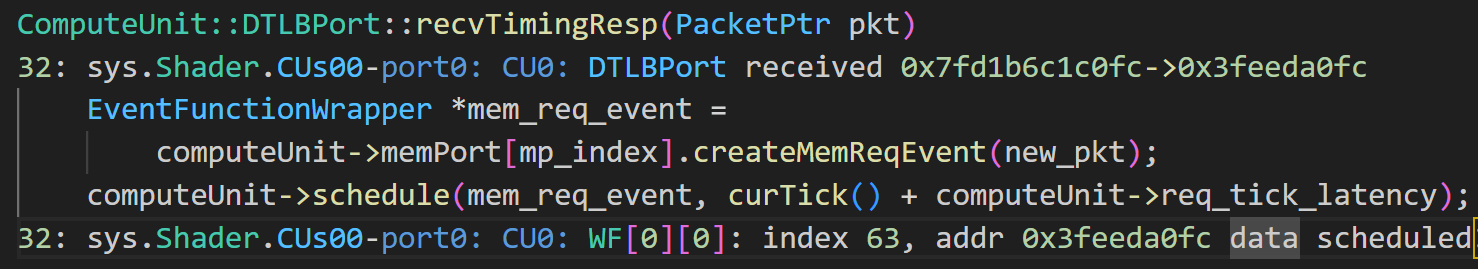 ComputeUnit::DTLBPort::recvTimingResp(PacketPtr pkt)
32: sys.Shader.CUs00-port0: CU0: DTLBPort received 0x7fd1b6c1c0fc->0x3feeda0fc
    EventFunctionWrapper *mem_req_event =
        computeUnit->memPort[mp_index].createMemReqEvent(new_pkt);
    computeUnit->schedule(mem_req_event, curTick() + computeUnit->req_tick_latency);
32: sys.Shader.CUs00-port0: CU0: WF[0][0]: index 63, addr 0x3feeda0fc data scheduled